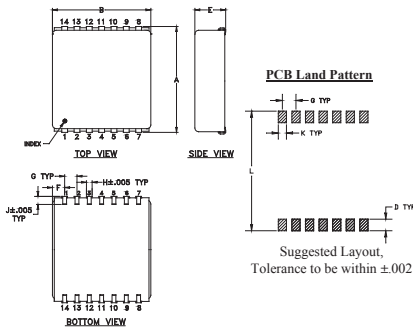 B
E
14 13 12 11 10 9 8
A
INDEX
1 2 3 4 5 6 7
TOP VIEW
SIDE VIEW
PCB Land Pattern
G TYP
K TYP
L
D TYP
Suggested Layout,
Tolerance to be within ±.002
G TYP
H±.005 TYP
F
J±.005
TYP
1 2 3 4 5 6 7
14 13 12 11 10 9 8
BOTTOM VIEW